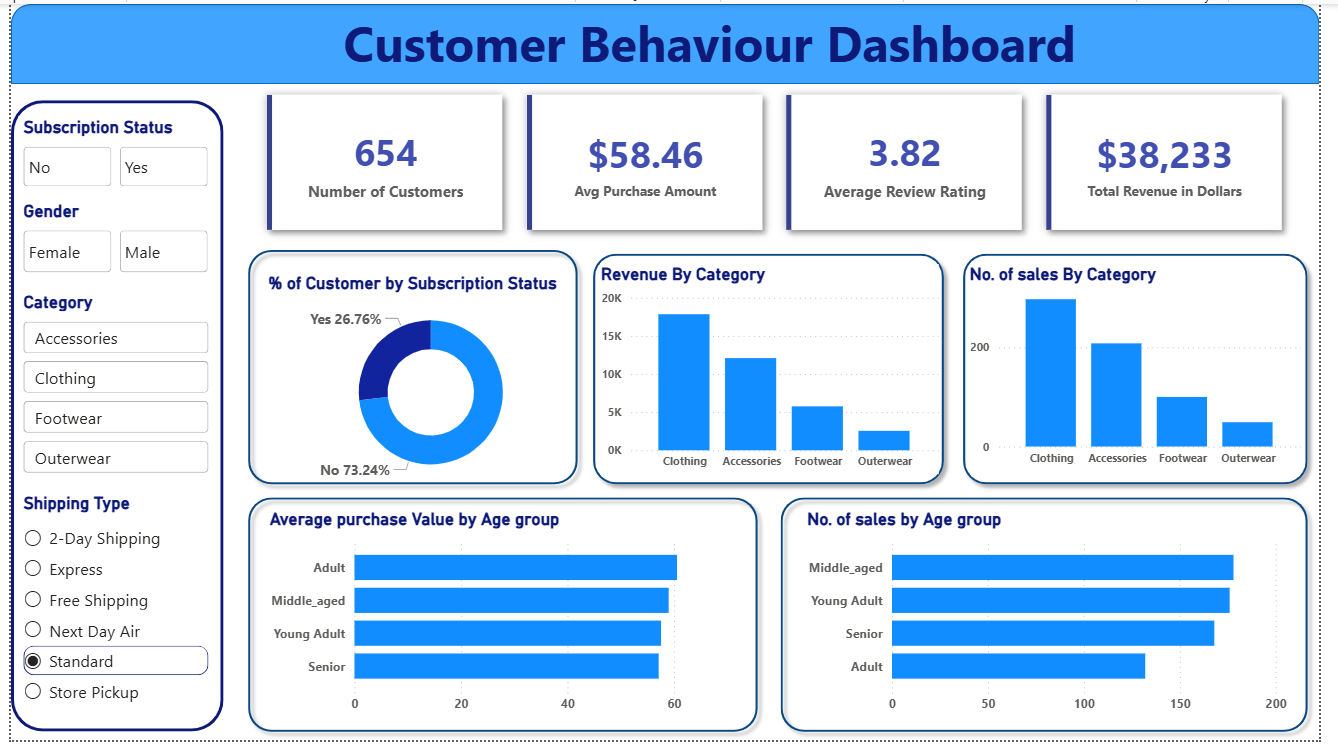 Customer Behaviour Dashboard
Subscription Status
No
Yes
Gender
Female
Male
Category
Accessories
Clothing
Footwear
Outerwear
Shipping Type
2-Day Shipping
Express
Free Shipping
Next Day Air
Standard
Store Pickup
654
Number of Customers
$58.46
Avg Purchase Amount
3.82
Average Review Rating
$38,233
Total Revenue in Dollars
% of Customer by Subscription Status
Yes 26.76%
No 73.24%
Revenue By Category
20K
15K
10K
5K
0K
Clothing Accessories Footwear Outerwear
No. of sales By Category
200
0
Clothing Accessories Footwear Outerwear
Average purchase Value by Age group
Adult
Middle_aged
Young Adult
Senior
0 20 40 60
No. of sales by Age group
Middle_aged
Young Adult
Senior
Adult
0 50 100 150 200